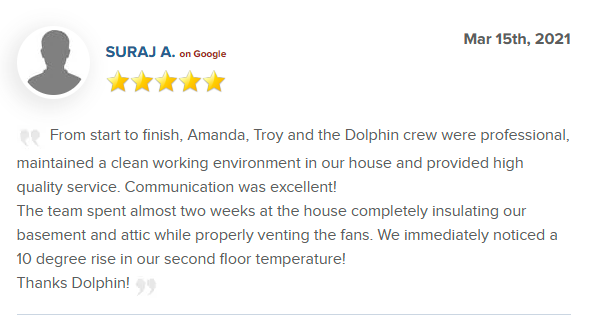 SURAJ A. on Google
Mar 15th, 2021
” From start to finish, Amanda, Troy and the Dolphin crew were professional,
maintained a clean working environment in our house and provided high
quality service. Communication was excellent!
The team spent almost two weeks at the house completely insulating our
basement and attic while properly venting the fans. We immediately noticed a
10 degree rise in our second floor temperature!
Thanks Dolphin! ”